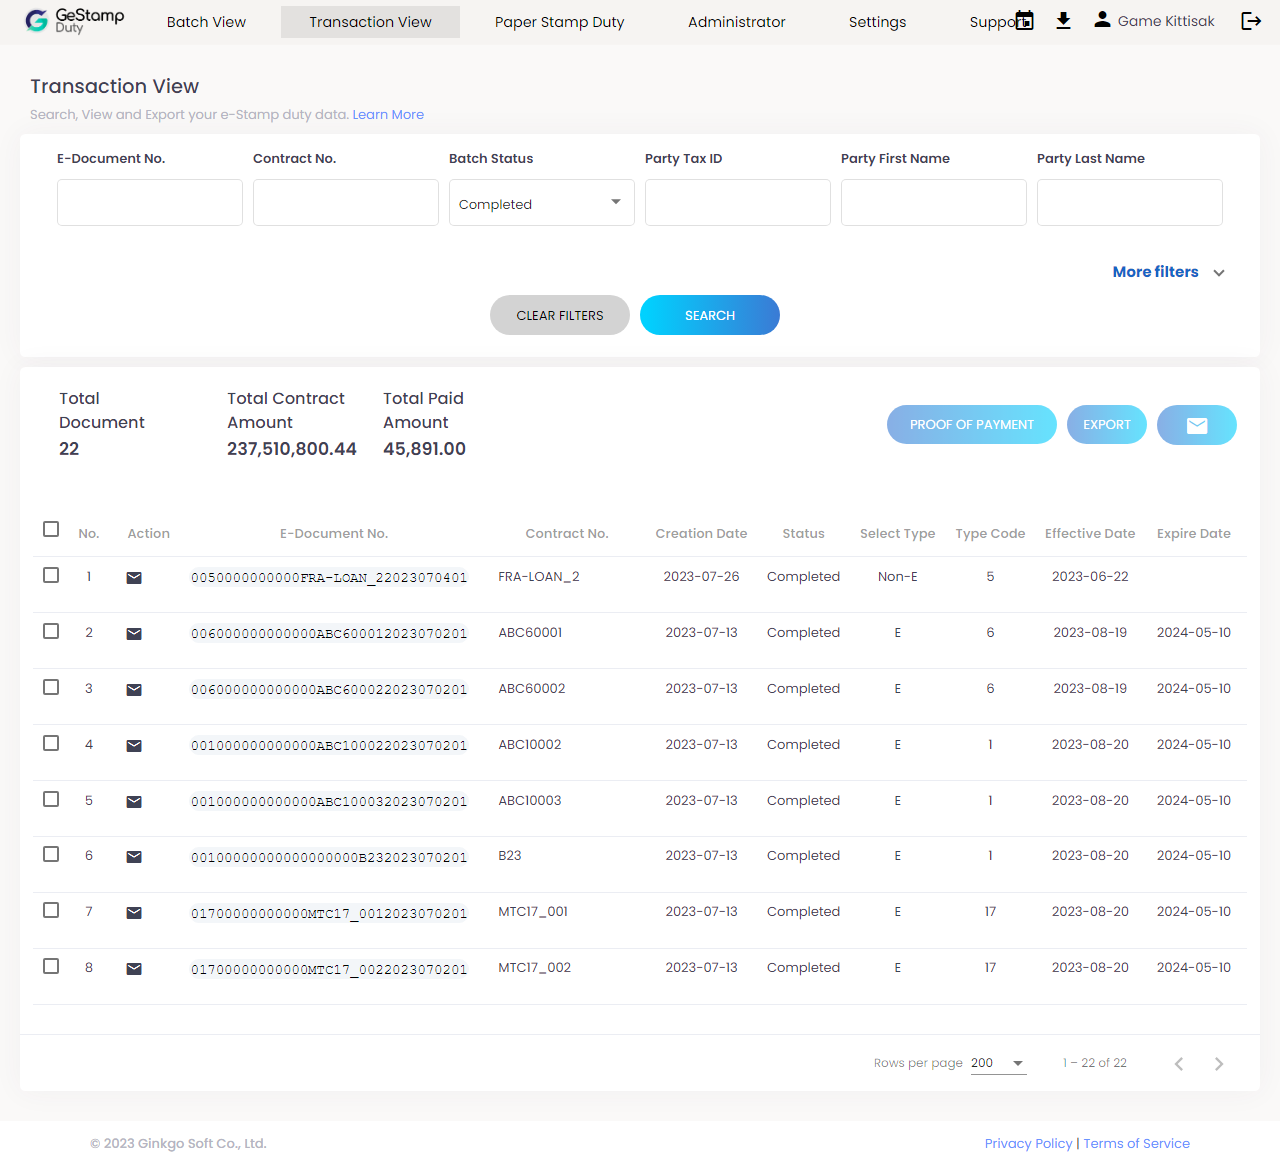 GeStamp
Duty
Batch View
Transaction View
Paper Stamp Duty
Administrator
Settings
Support
Game Kittisak
Transaction View
Search, View and Export your e-Stamp duty data. Learn More
E-Document No. Contract No. Batch Status Party Tax ID Party First Name Party Last Name
Completed
More filters
CLEAR FILTERS SEARCH
Total Document
22
Total Contract Amount
237,510,800.44
Total Paid Amount
45,891.00
PROOF OF PAYMENT EXPORT
No. Action E-Document No. Contract No. Creation Date Status Select Type Type Code Effective Date Expire Date
1 0050000000000FRA-LOAN_22023070401 FRA-LOAN_2 2023-07-26 Completed Non-E 5 2023-06-22
2 006000000000000ABC600012023070201 ABC60001 2023-07-13 Completed E 6 2023-08-19 2024-05-10
3 006000000000000ABC600022023070201 ABC60002 2023-07-13 Completed E 6 2023-08-19 2024-05-10
4 001000000000000ABC100022023070201 ABC10002 2023-07-13 Completed E 1 2023-08-20 2024-05-10
5 001000000000000ABC100032023070201 ABC10003 2023-07-13 Completed E 1 2023-08-20 2024-05-10
6 00100000000000000000B232023070201 B23 2023-07-13 Completed E 1 2023-08-20 2024-05-10
7 01700000000000MTC17_0012023070201 MTC17_001 2023-07-13 Completed E 17 2023-08-20 2024-05-10
8 01700000000000MTC17_0022023070201 MTC17_002 2023-07-13 Completed E 17 2023-08-20 2024-05-10
Rows per page 200 1 – 22 of 22
© 2023 Ginkgo Soft Co., Ltd. Privacy Policy | Terms of Service